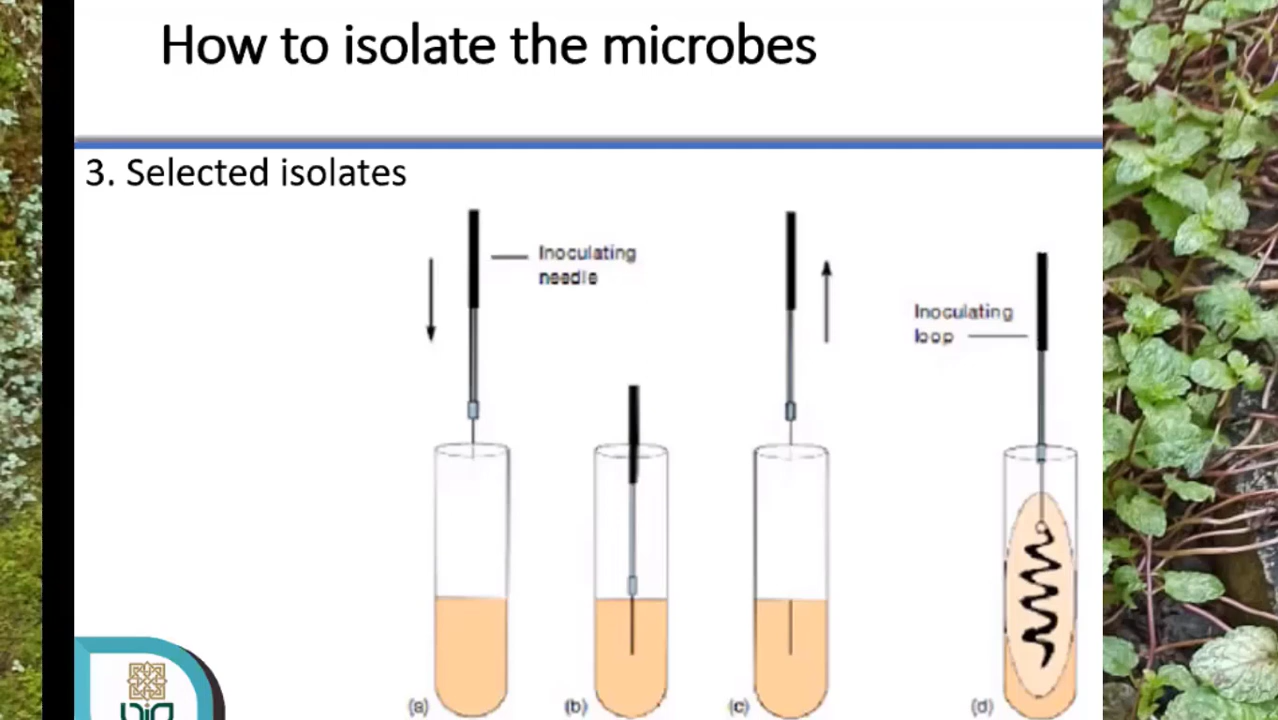 How to isolate the microbes
3. Selected isolates
Inoculating
needle
Inoculating
loop
(a)
(b)
(c)
(d)